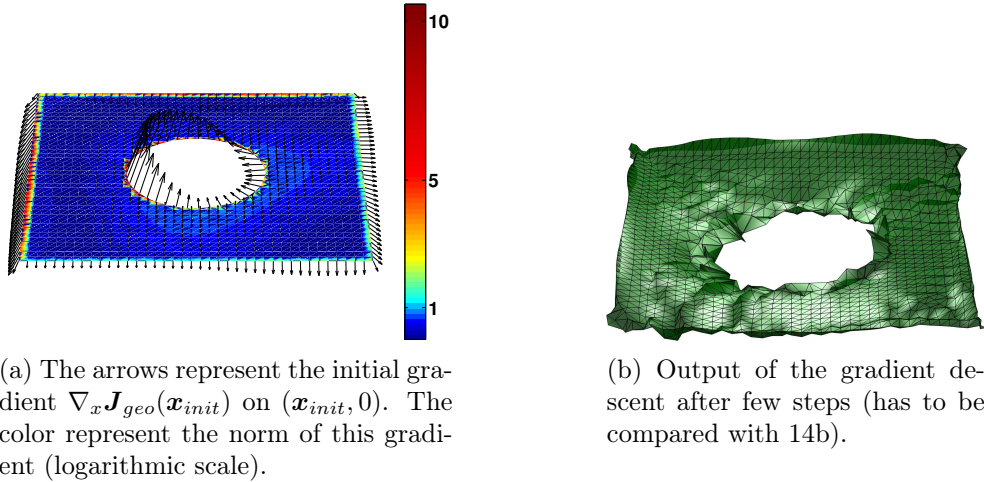 10
5
1
(a) The arrows represent the initial gra-
dient ∇ₓJ_geo(x_init) on (x_init, 0). The
color represent the norm of this gradi-
ent (logarithmic scale).
(b) Output of the gradient de-
scent after few steps (has to be
compared with 14b).